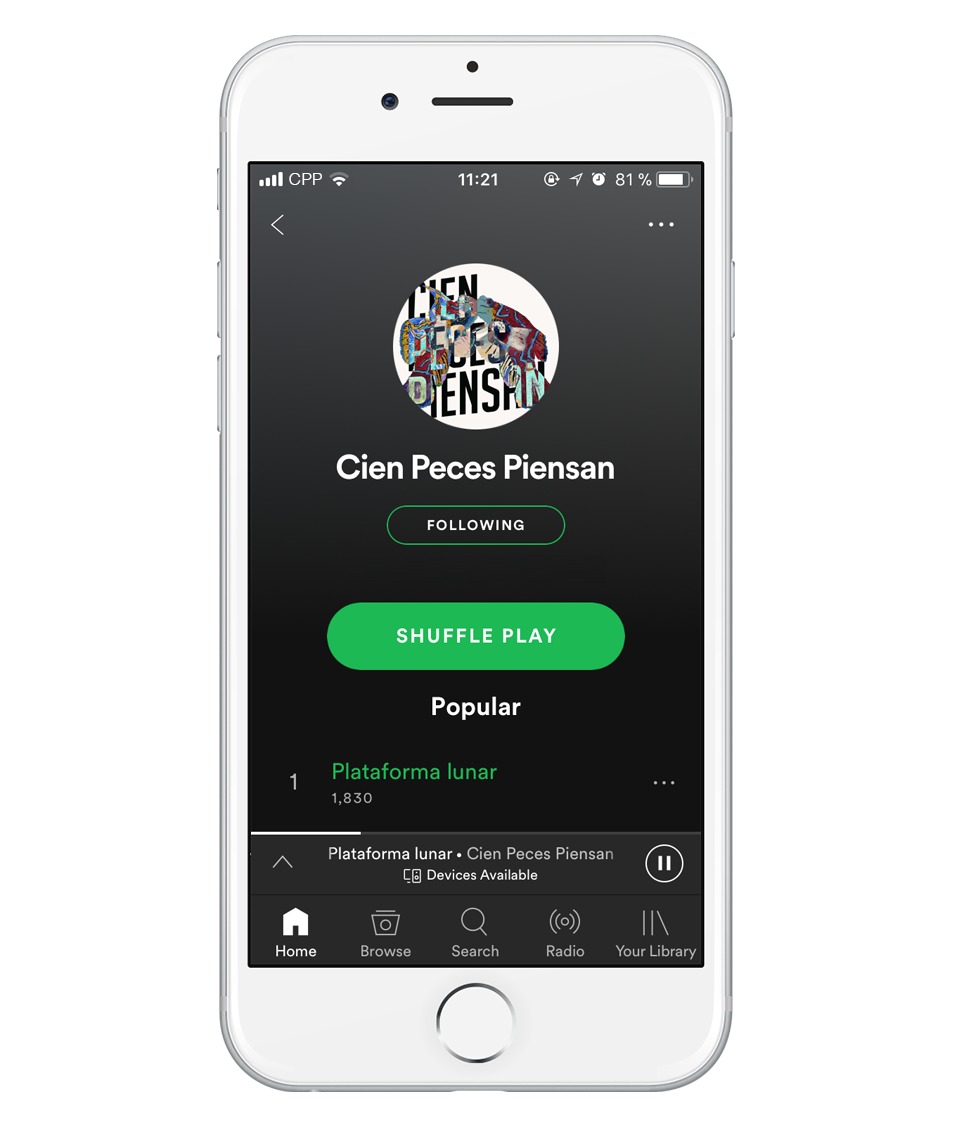 CPP 11:21 81 %
CIEN
PECES
PIENSAN
Cien Peces Piensan
FOLLOWING
SHUFFLE PLAY
Popular
1 Plataforma lunar
1,830
Plataforma lunar • Cien Peces Piensan
Devices Available
Home Browse Search Radio Your Library